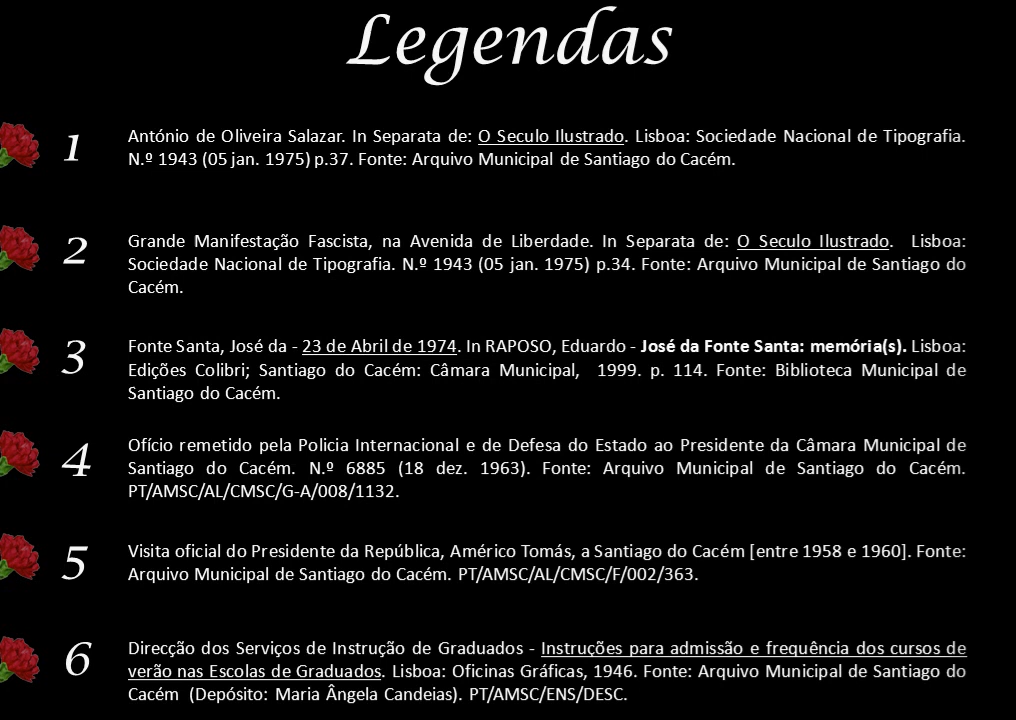 Legendas
1
António de Oliveira Salazar. In Separata de: O Seculo Ilustrado. Lisboa: Sociedade Nacional de Tipografia.
N.º 1943 (05 jan. 1975) p.37. Fonte: Arquivo Municipal de Santiago do Cacém.
2
Grande Manifestação Fascista, na Avenida de Liberdade. In Separata de: O Seculo Ilustrado. Lisboa:
Sociedade Nacional de Tipografia. N.º 1943 (05 jan. 1975) p.34. Fonte: Arquivo Municipal de Santiago do
Cacém.
3
Fonte Santa, José da - 23 de Abril de 1974. In RAPOSO, Eduardo - José da Fonte Santa: memória(s). Lisboa:
Edições Colibri; Santiago do Cacém: Câmara Municipal, 1999. p. 114. Fonte: Biblioteca Municipal de
Santiago do Cacém.
4
Ofício remetido pela Policia Internacional e de Defesa do Estado ao Presidente da Câmara Municipal de
Santiago do Cacém. N.º 6885 (18 dez. 1963). Fonte: Arquivo Municipal de Santiago do Cacém.
PT/AMSC/AL/CMSC/G-A/008/1132.
5
Visita oficial do Presidente da República, Américo Tomás, a Santiago do Cacém [entre 1958 e 1960]. Fonte:
Arquivo Municipal de Santiago do Cacém. PT/AMSC/AL/CMSC/F/002/363.
6
Direcção dos Serviços de Instrução de Graduados - Instruções para admissão e frequência dos cursos de
verão nas Escolas de Graduados. Lisboa: Oficinas Gráficas, 1946. Fonte: Arquivo Municipal de Santiago do
Cacém (Depósito: Maria Ângela Candeias). PT/AMSC/ENS/DESC.